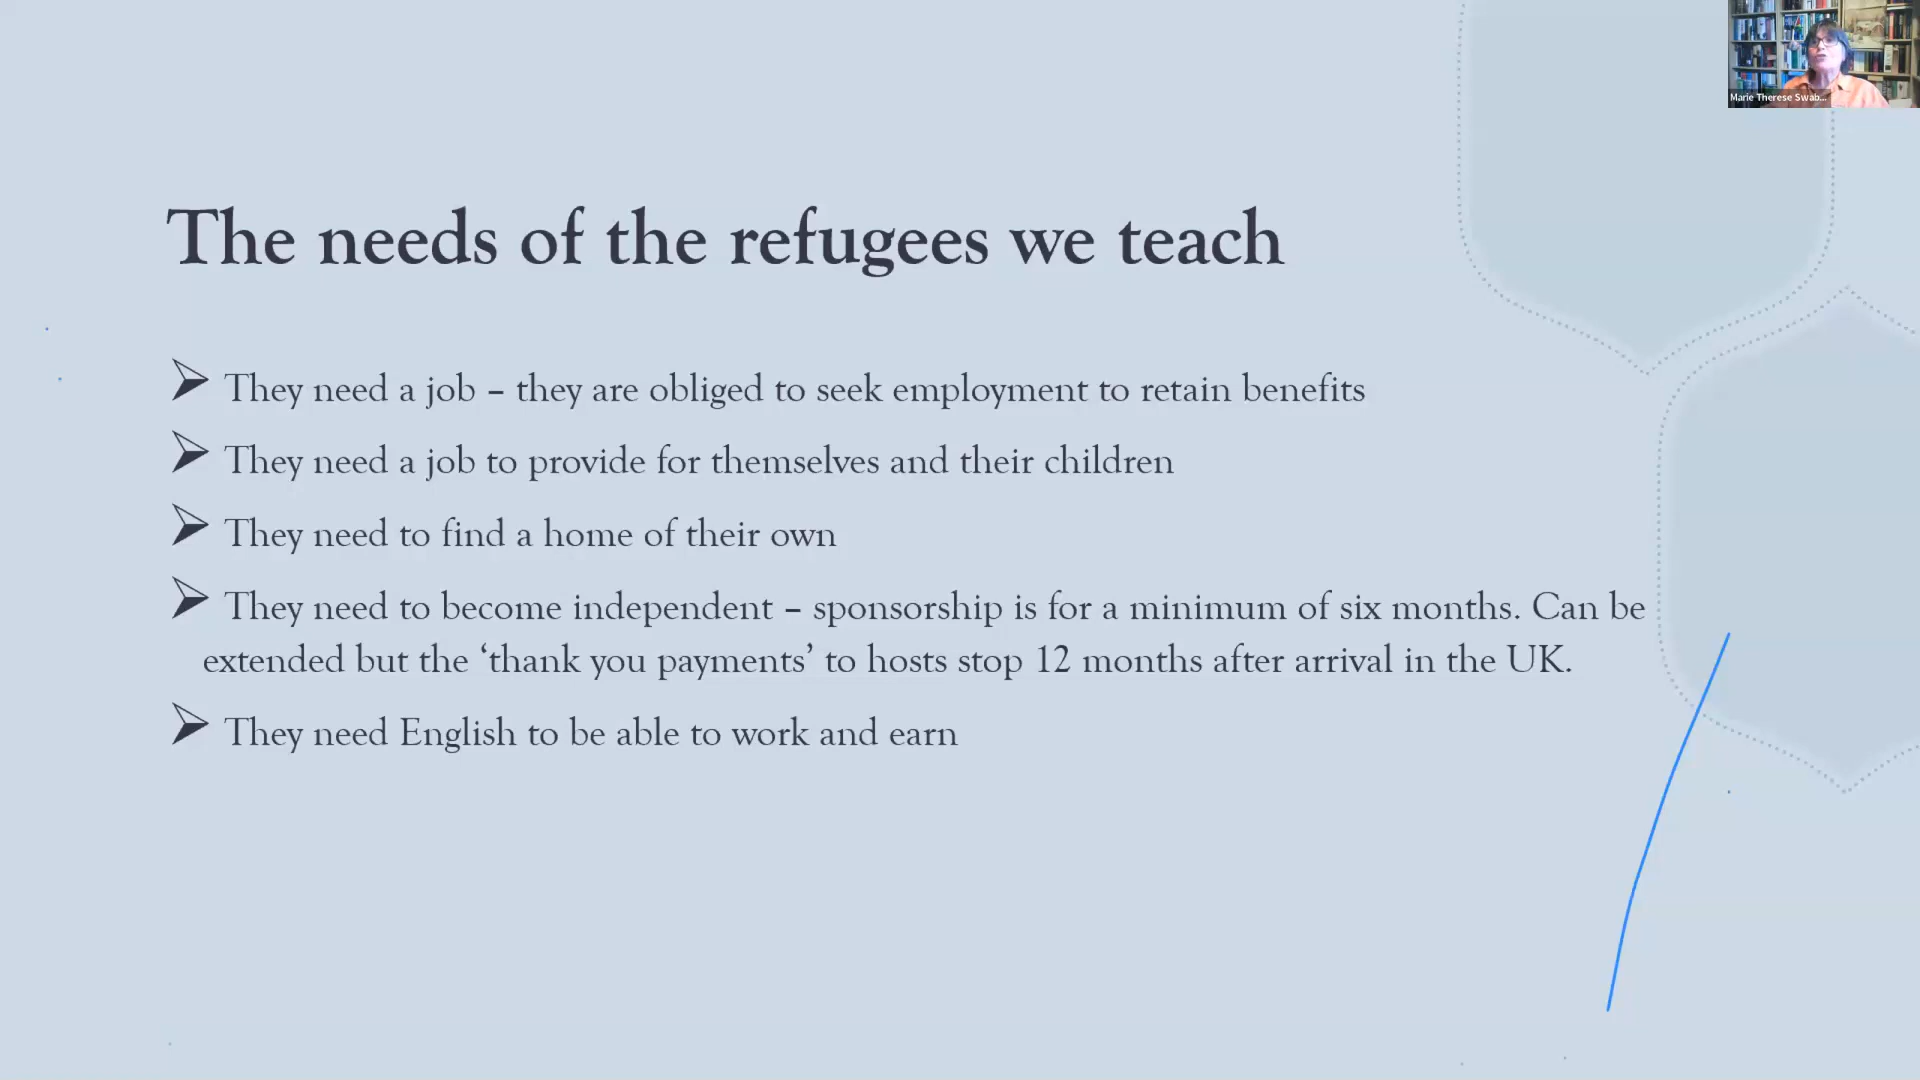 Marie Therese Swab...
The needs of the refugees we teach
They need a job – they are obliged to seek employment to retain benefits
They need a job to provide for themselves and their children
They need to find a home of their own
They need to become independent – sponsorship is for a minimum of six months. Can be
extended but the ‘thank you payments’ to hosts stop 12 months after arrival in the UK.
They need English to be able to work and earn